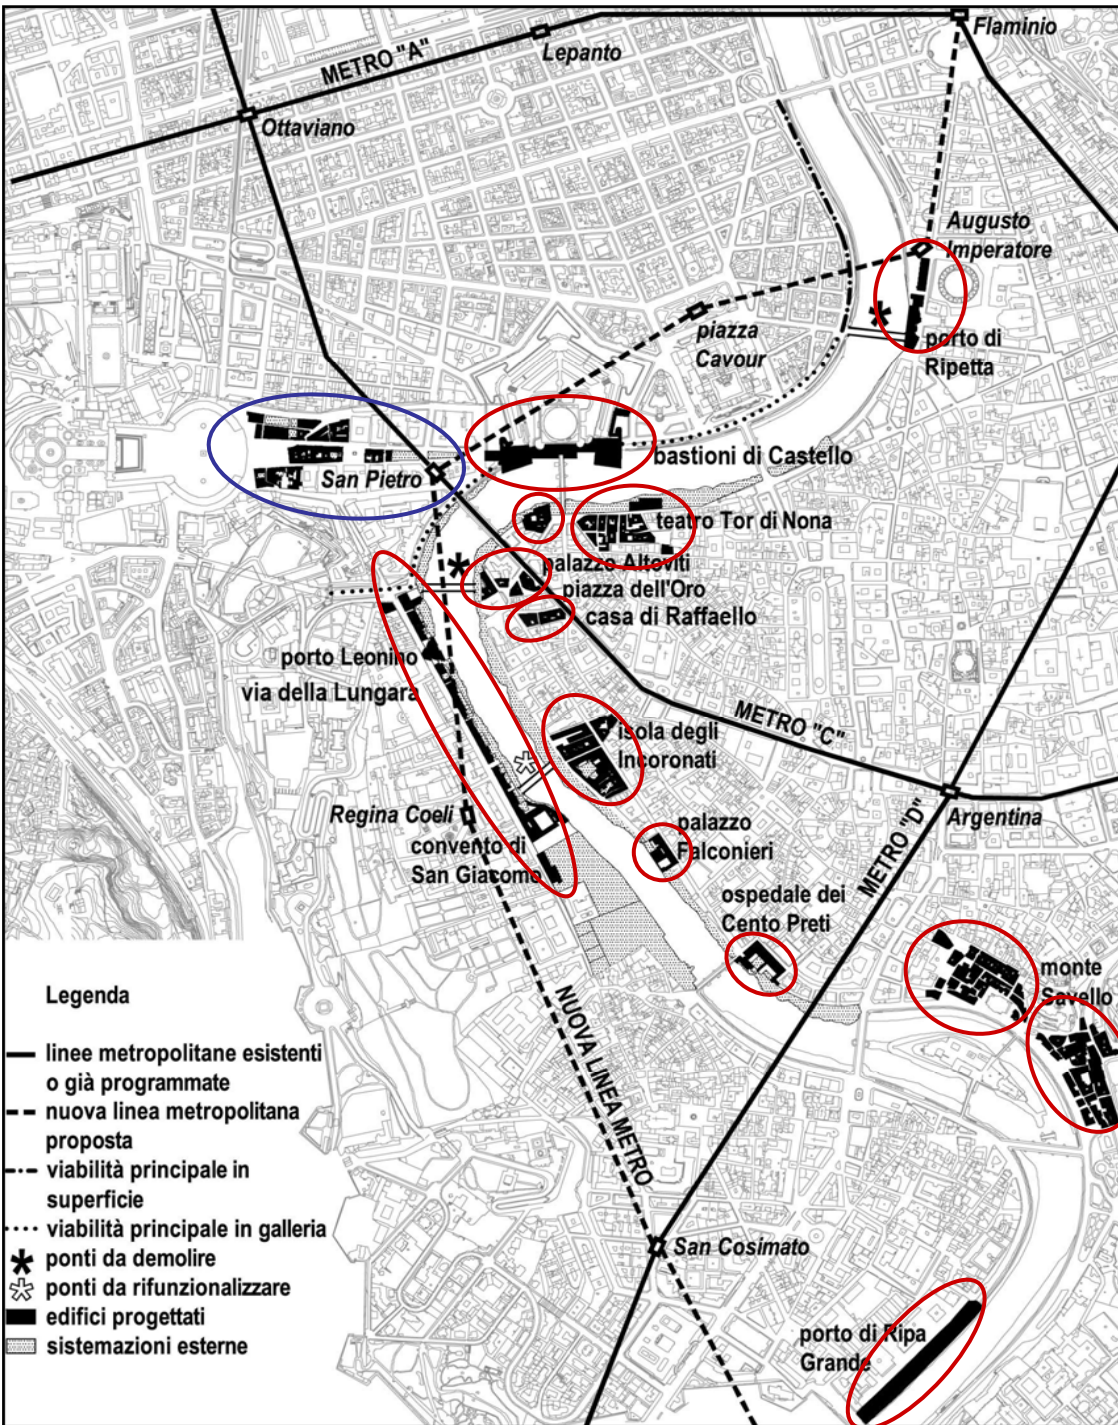 Flaminio
Lepanto
METRO "A"
Ottaviano
Augusto
Imperatore
piazza
Cavour
porto di
Ripetta
bastioni di Castello
San Pietro
teatro Tor di Nona
palazzo Altoviti
piazza dell'Oro
casa di Raffaello
porto Leonino
via della Lungara
isola degli
Incoronati
METRO "C"
Regina Coeli
convento di
San Giacomo
Argentina
METRO "D"
palazzo
Falconieri
ospedale dei
Cento Preti
monte
Savello
NUOVA LINEA METRO
San Cosimato
porto di Ripa
Grande
Legenda
linee metropolitane esistenti
o già programmate
nuova linea metropolitana
proposta
viabilità principale in
superficie
viabilità principale in galleria
ponti da demolire
ponti da rifunzionalizzare
edifici progettati
sistemazioni esterne